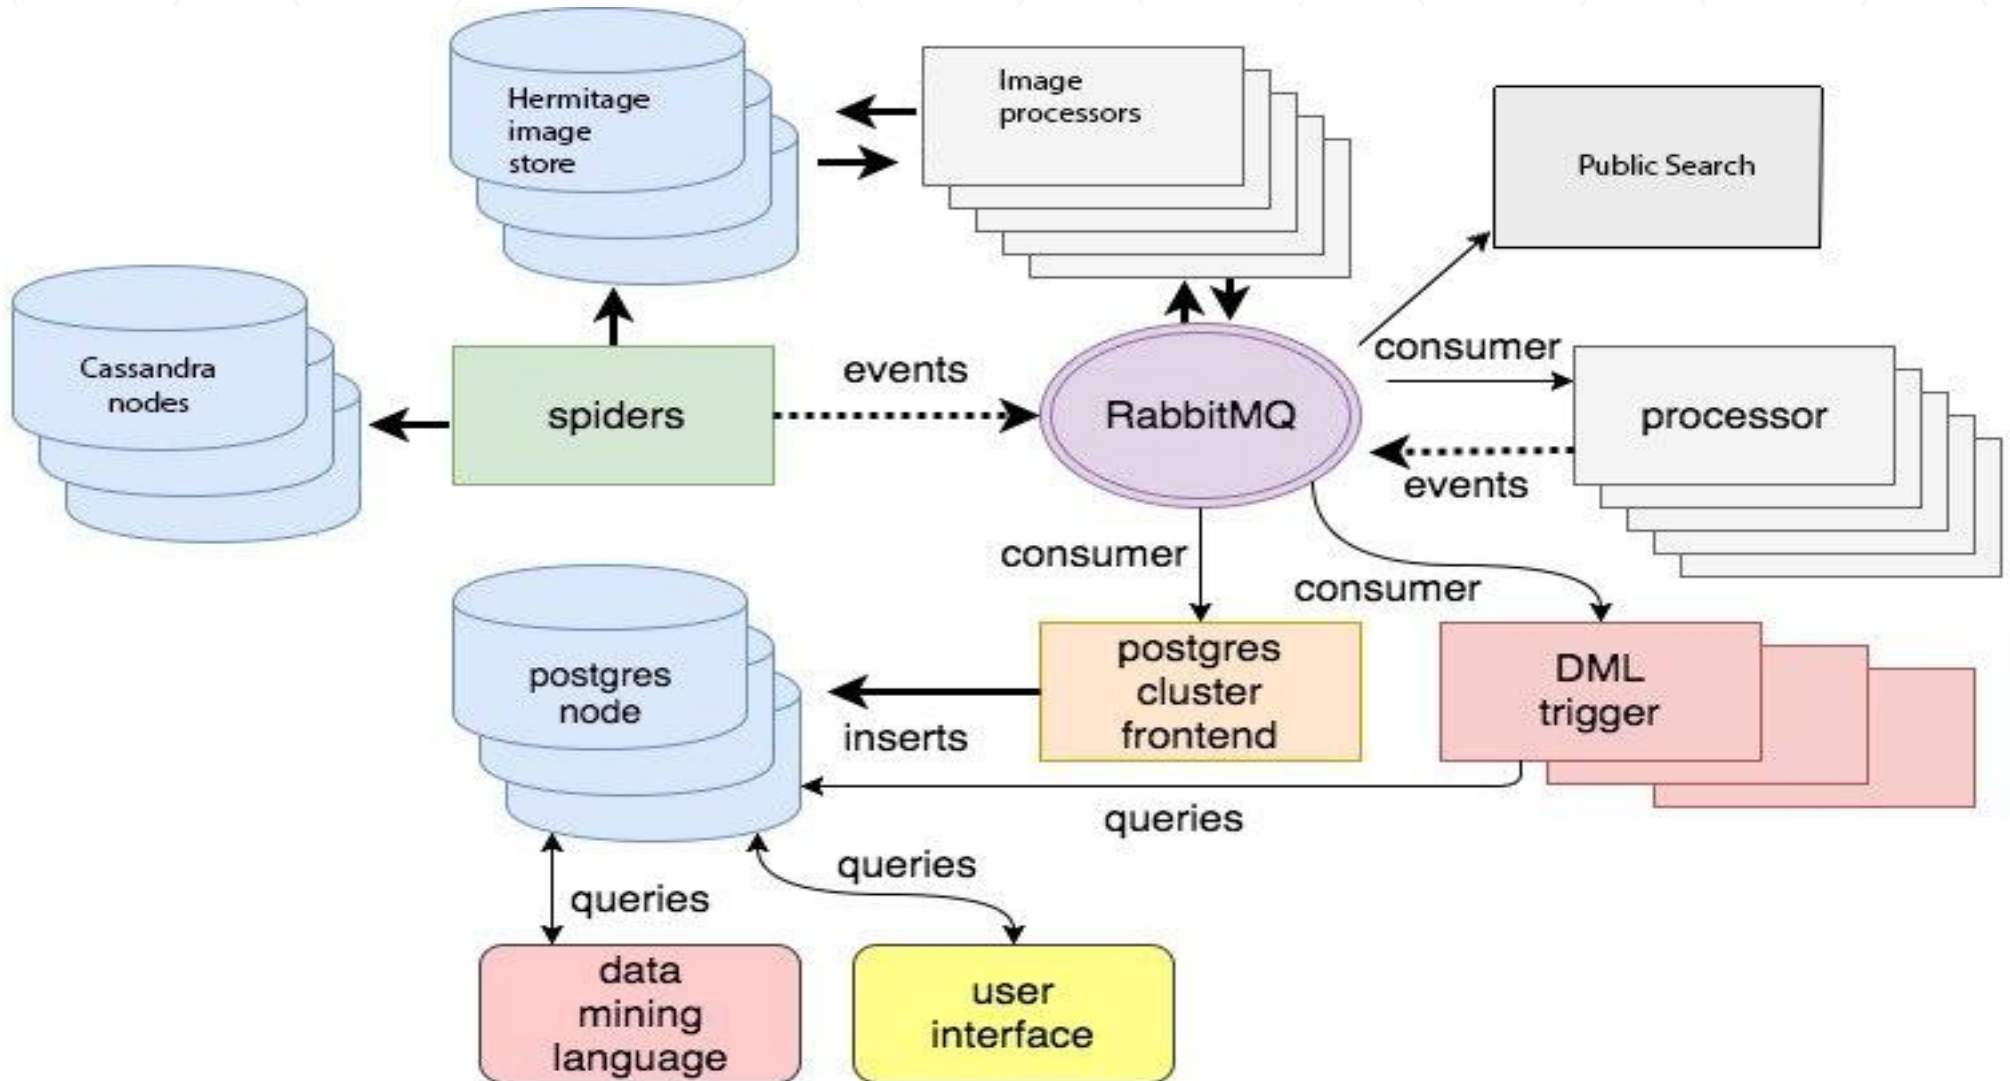 Hermitage
image
store
Image
processors
Public Search
Cassandra
nodes
spiders
events
RabbitMQ
consumer
processor
events
consumer
consumer
postgres
node
inserts
postgres
cluster
frontend
DML
trigger
queries
queries
queries
data
mining
language
user
interface